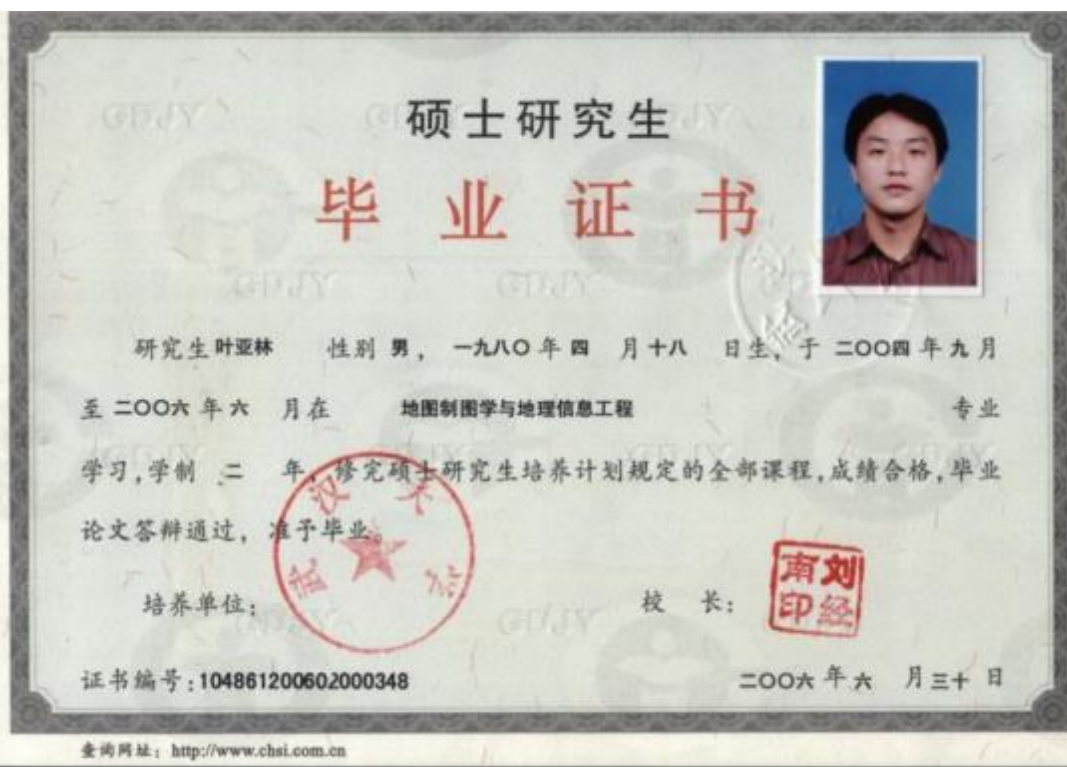 硕士研究生
毕业证书
研究生 叶亚林 性别 男， 一九八〇 年 四 月 十八 日生，于 二〇〇四 年 九 月
至 二〇〇六 年 六 月在 地图制图学与地理信息工程 专业
学习，学制 二 年，修完硕士研究生培养计划规定的全部课程，成绩合格，毕业
论文答辩通过，准予毕业。
武汉大学
培养单位： 校 长： 刘经南印
证书编号：104861200602000348 二〇〇六 年 六 月 三十 日
查询网址：http://www.chsi.com.cn